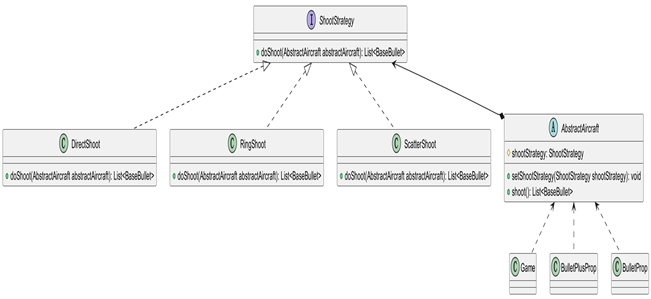 I ShootStrategy
doShoot(AbstractAircraft abstractAircraft): List<BaseBullet>
C DirectShoot
doShoot(AbstractAircraft abstractAircraft): List<BaseBullet>
C RingShoot
doShoot(AbstractAircraft abstractAircraft): List<BaseBullet>
C ScatterShoot
doShoot(AbstractAircraft abstractAircraft): List<BaseBullet>
A AbstractAircraft
shootStrategy: ShootStrategy
setShootStrategy(ShootStrategy shootStrategy): void
shoot(): List<BaseBullet>
C Game
C BulletPlusProp
C BulletProp